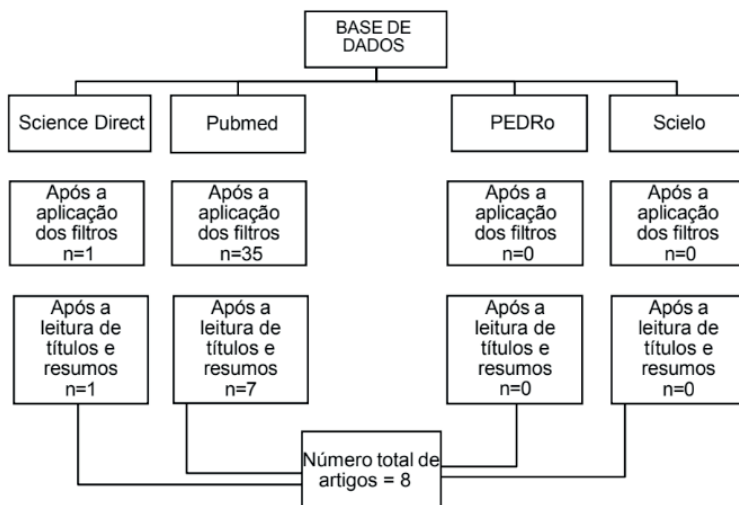 BASE DE
DADOS
Science Direct
Pubmed
PEDRo
Scielo
Após a
aplicação
dos filtros
n=1
Após a
aplicação
dos filtros
n=35
Após a
aplicação
dos filtros
n=0
Após a
aplicação
dos filtros
n=0
Após a
leitura de
títulos e
resumos
n=1
Após a
leitura de
títulos e
resumos
n=7
Após a
leitura de
títulos e
resumos
n=0
Após a
leitura de
títulos e
resumos
n=0
Número total de
artigos = 8